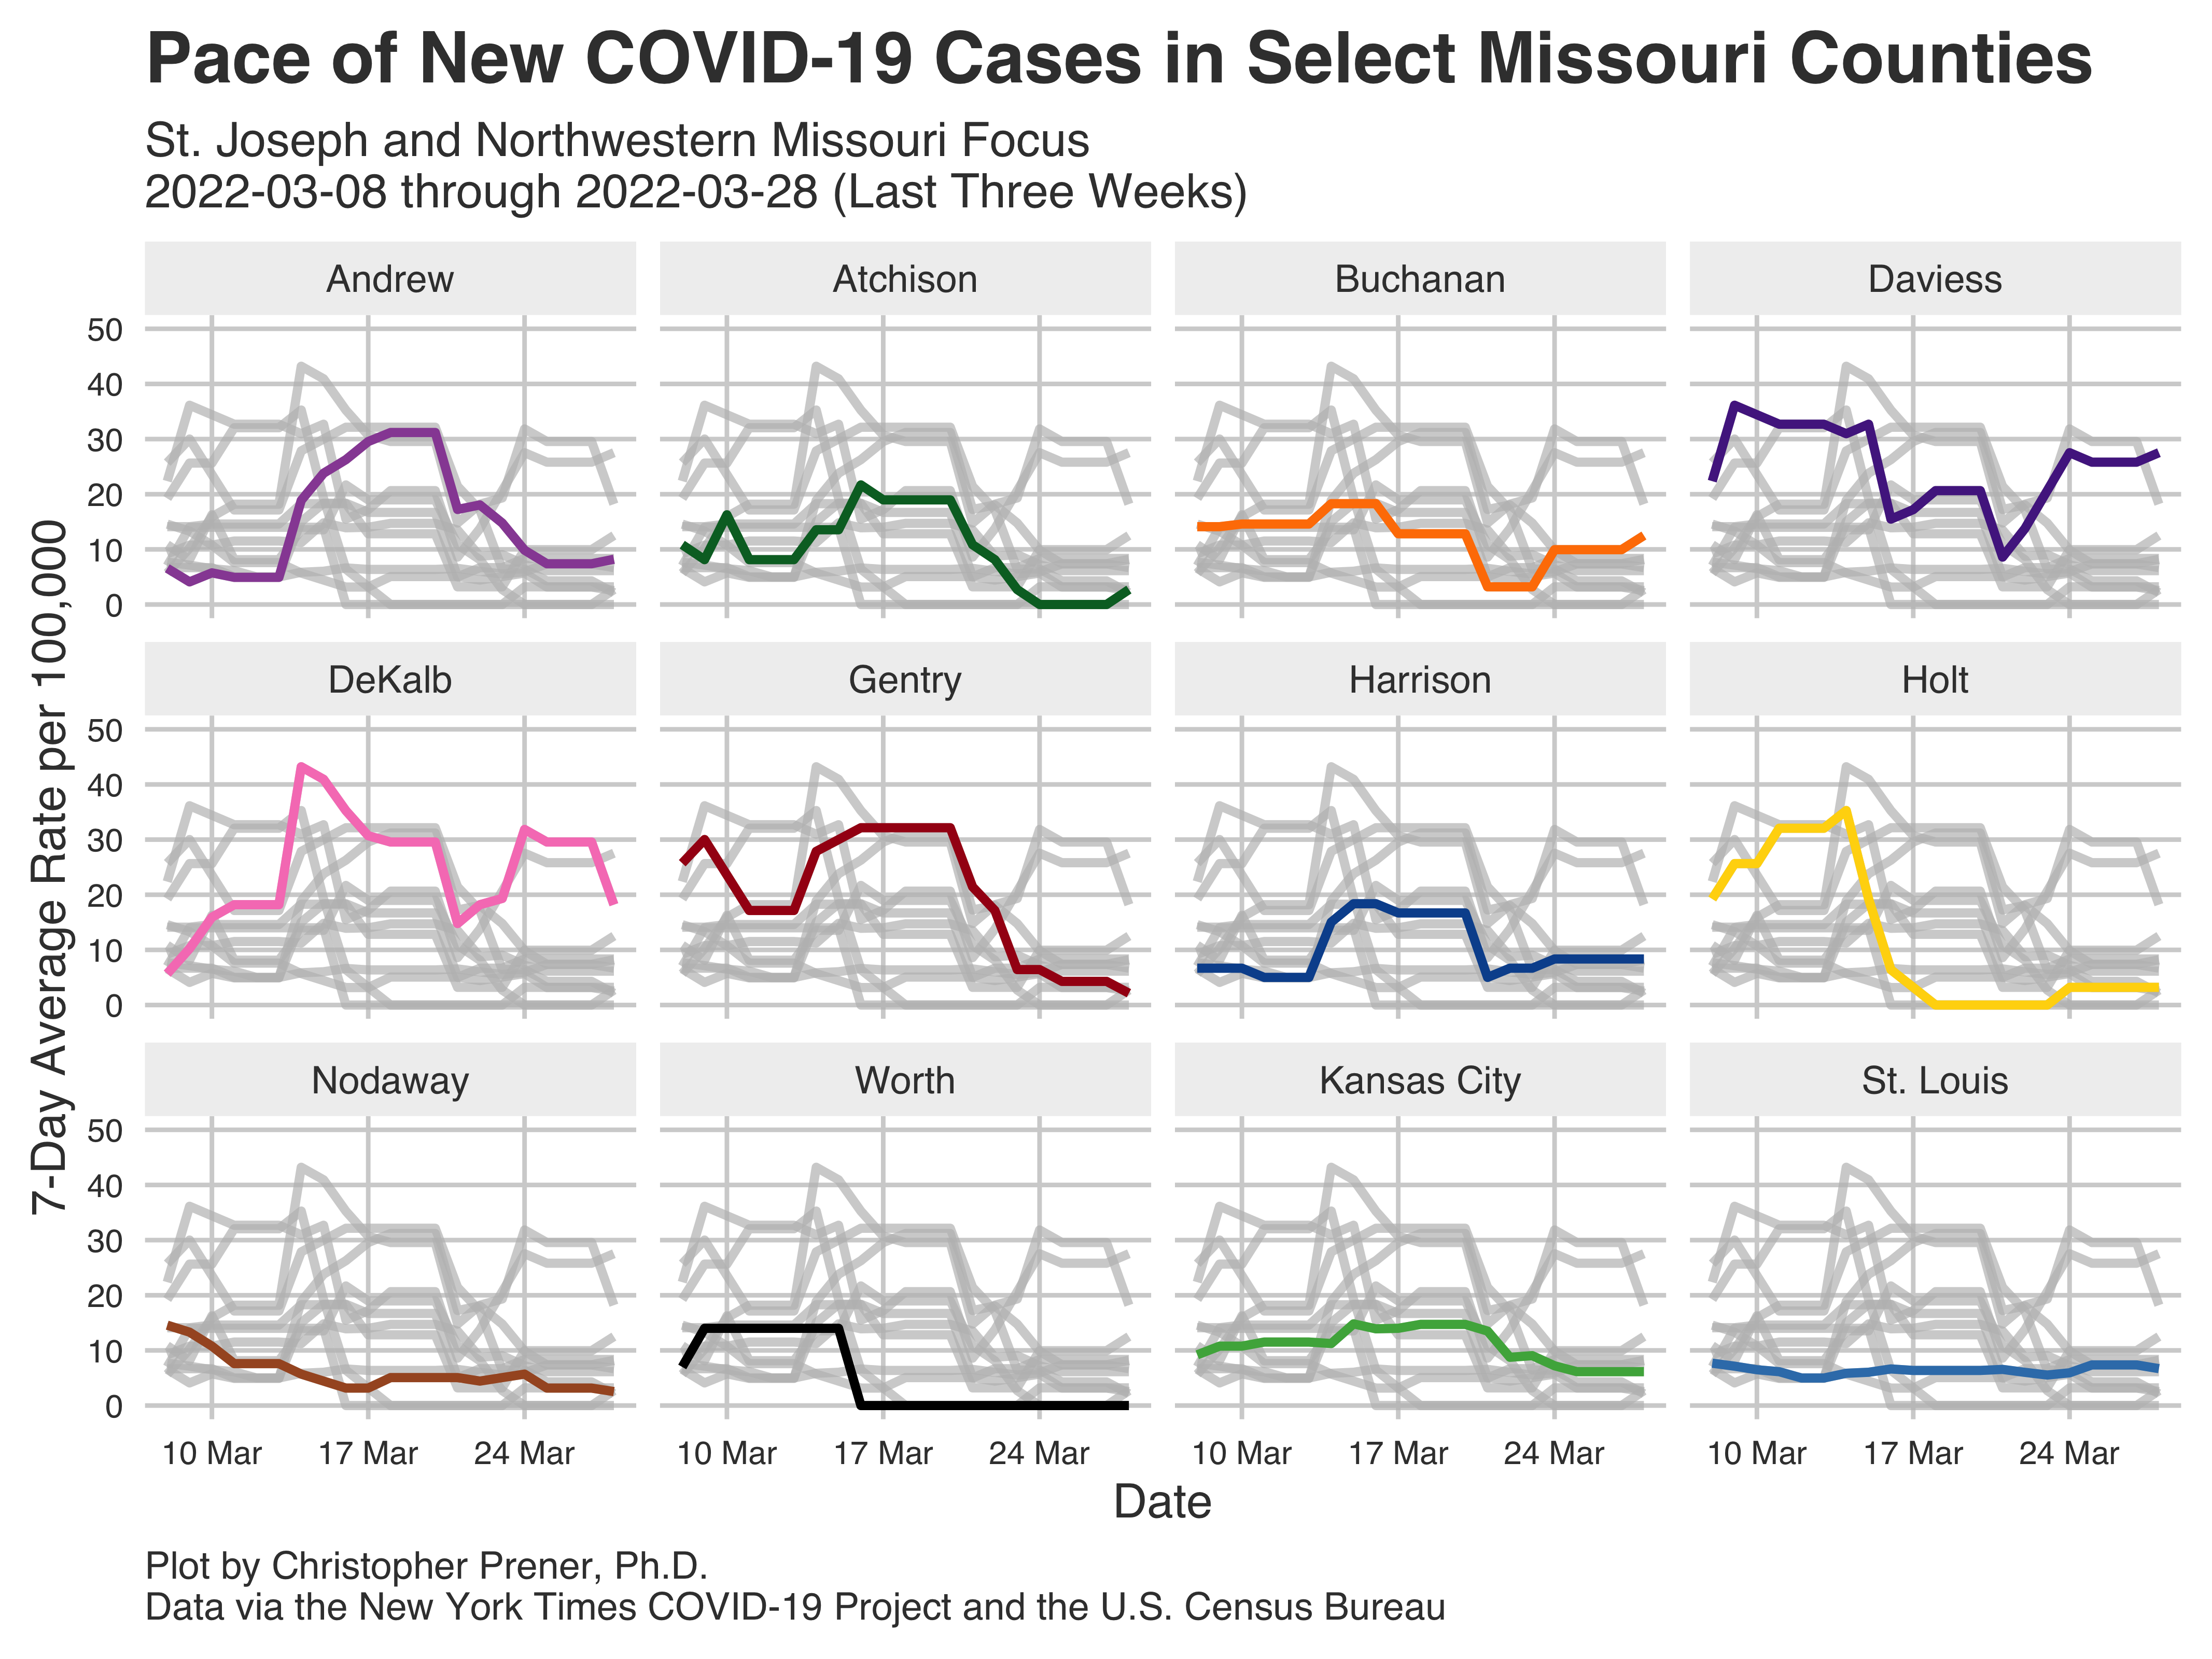 Pace of New COVID-19 Cases in Select Missouri Counties
St. Joseph and Northwestern Missouri Focus
2022-03-08 through 2022-03-28 (Last Three Weeks)
Andrew
Atchison
Buchanan
Daviess
50
40
30
20
10
0
DeKalb
Gentry
Harrison
Holt
50
40
30
20
10
0
Nodaway
Worth
Kansas City
St. Louis
50
40
30
20
10
0
7-Day Average Rate per 100,000
10 Mar 17 Mar 24 Mar
10 Mar 17 Mar 24 Mar
10 Mar 17 Mar 24 Mar
10 Mar 17 Mar 24 Mar
Date
Plot by Christopher Prener, Ph.D.
Data via the New York Times COVID-19 Project and the U.S. Census Bureau